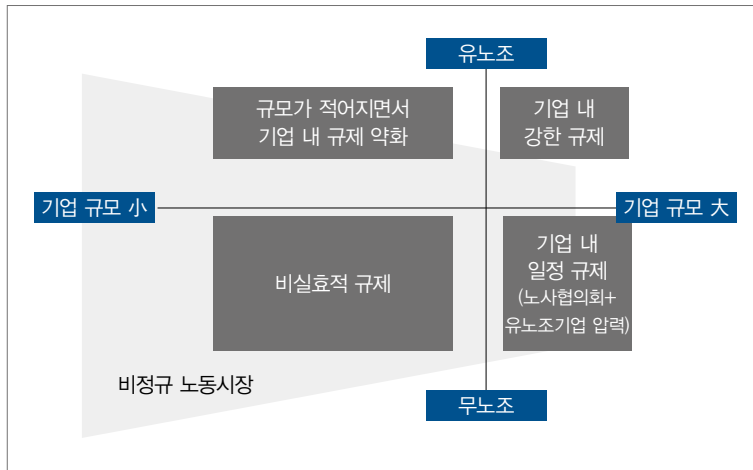 유노조
규모가 적어지면서
기업 내 규제 약화
기업 내
강한 규제
기업 규모 小
기업 규모 大
비실효적 규제
기업 내
일정 규제
(노사협의회+
유노조기업 압력)
비정규 노동시장
무노조